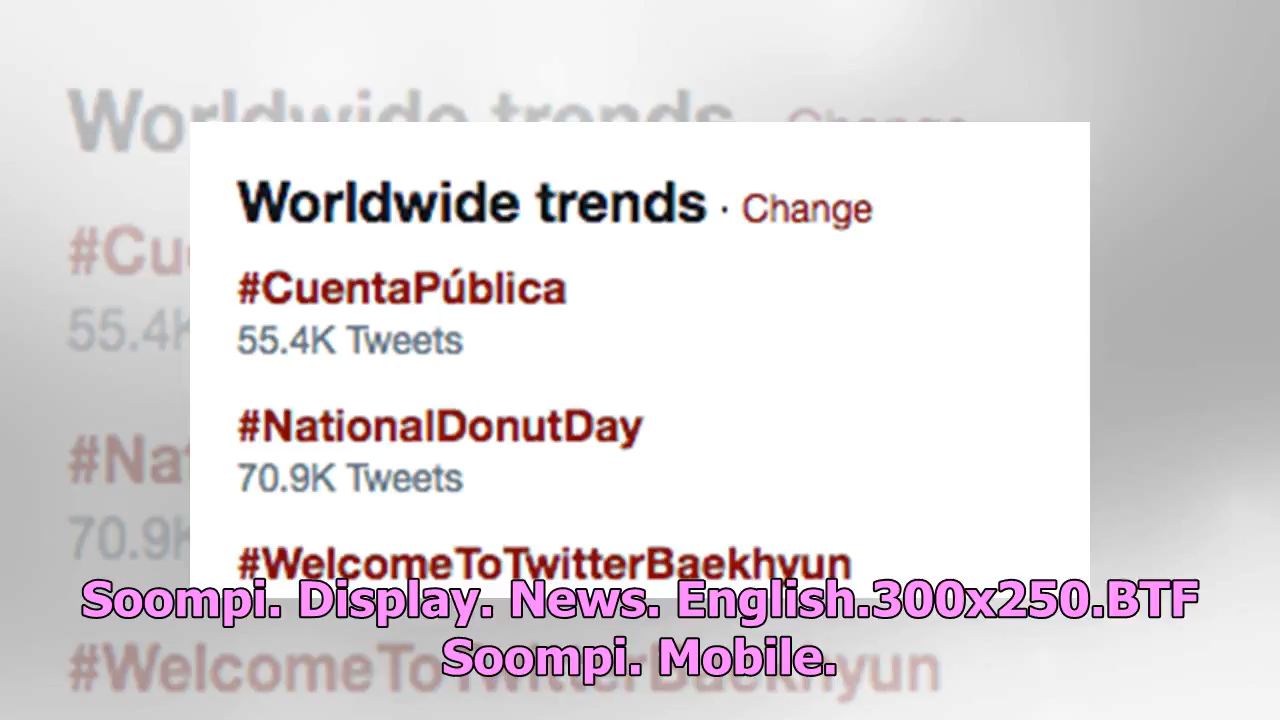 Worldwide trends · Change
#CuentaPública
55.4K Tweets
#NationalDonutDay
70.9K Tweets
#WelcomeToTwitterBaekhyun
Soompi. Display. News. English.300x250.BTF
Soompi. Mobile.